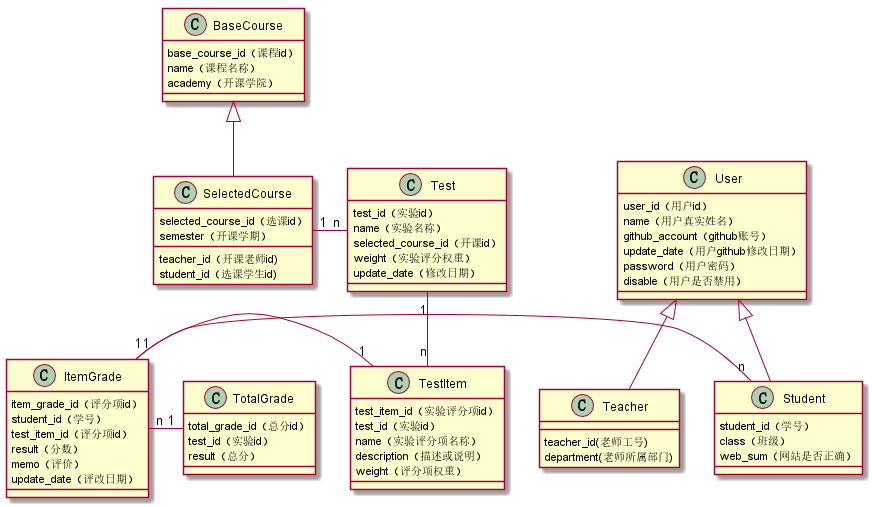 C BaseCourse
base_course_id（课程id）
name（课程名称）
academy（开课学院）
C SelectedCourse
selected_course_id（选课id）
semester（开课学期）
teacher_id（开课老师id)
student_id（选课学生id)
1 n
C Test
test_id（实验id）
name（实验名称）
selected_course_id（开课id）
weight（实验评分权重）
update_date（修改日期）
C User
user_id（用户id）
name（用户真实姓名）
github_account（github账号）
update_date（用户github修改日期）
password（用户密码）
disable（用户是否禁用）
1
n
11
1
n
C ItemGrade
item_grade_id（评分项id）
student_id（学号）
test_item_id（评分项id）
result（分数）
memo（评价）
update_date（评改日期）
n 1
C TotalGrade
total_grade_id（总分id）
test_id（实验id）
result（总分）
C TestItem
test_item_id（实验评分项id）
test_id（实验id）
name（实验评分项名称）
description（描述或说明）
weight（评分项权重）
C Teacher
teacher_id(老师工号）
department(老师所属部门）
C Student
student_id（学号）
class（班级）
web_sum（网站是否正确）